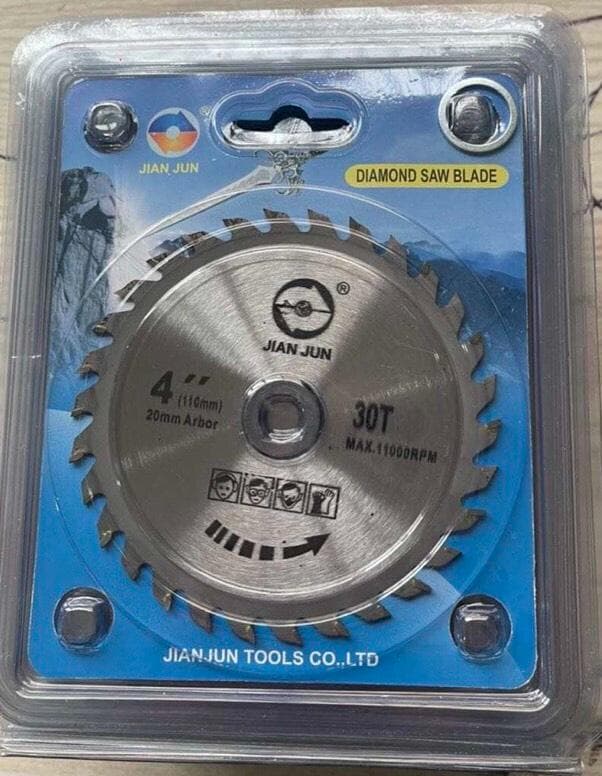 ®
JIAN JUN
DIAMOND SAW BLADE
®
JIAN JUN
4" (110mm)
20mm Arbor
30T
MAX.11000RPM
JIANJUN TOOLS CO.,LTD